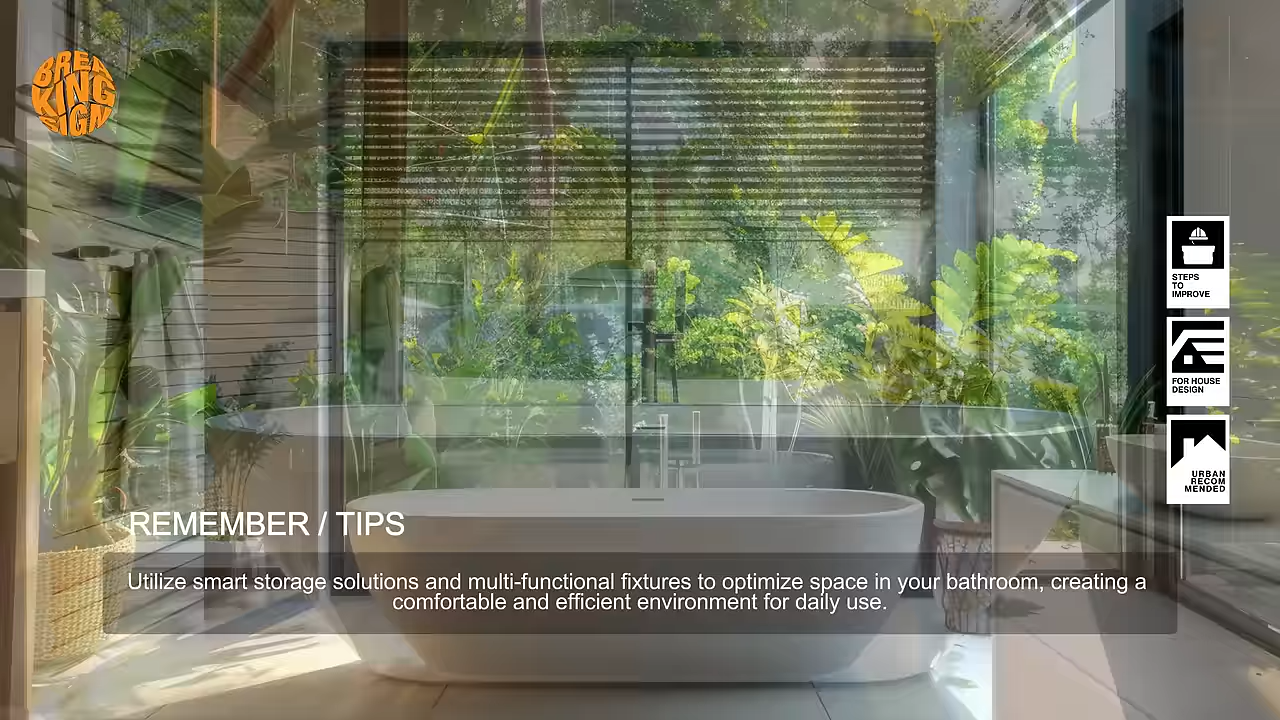 BREA
KING
SIGN
STEPS
TO
IMPROVE
FOR HOUSE
DESIGN
URBAN
RECOM
MENDED
REMEMBER / TIPS
Utilize smart storage solutions and multi-functional fixtures to optimize space in your bathroom, creating a
comfortable and efficient environment for daily use.